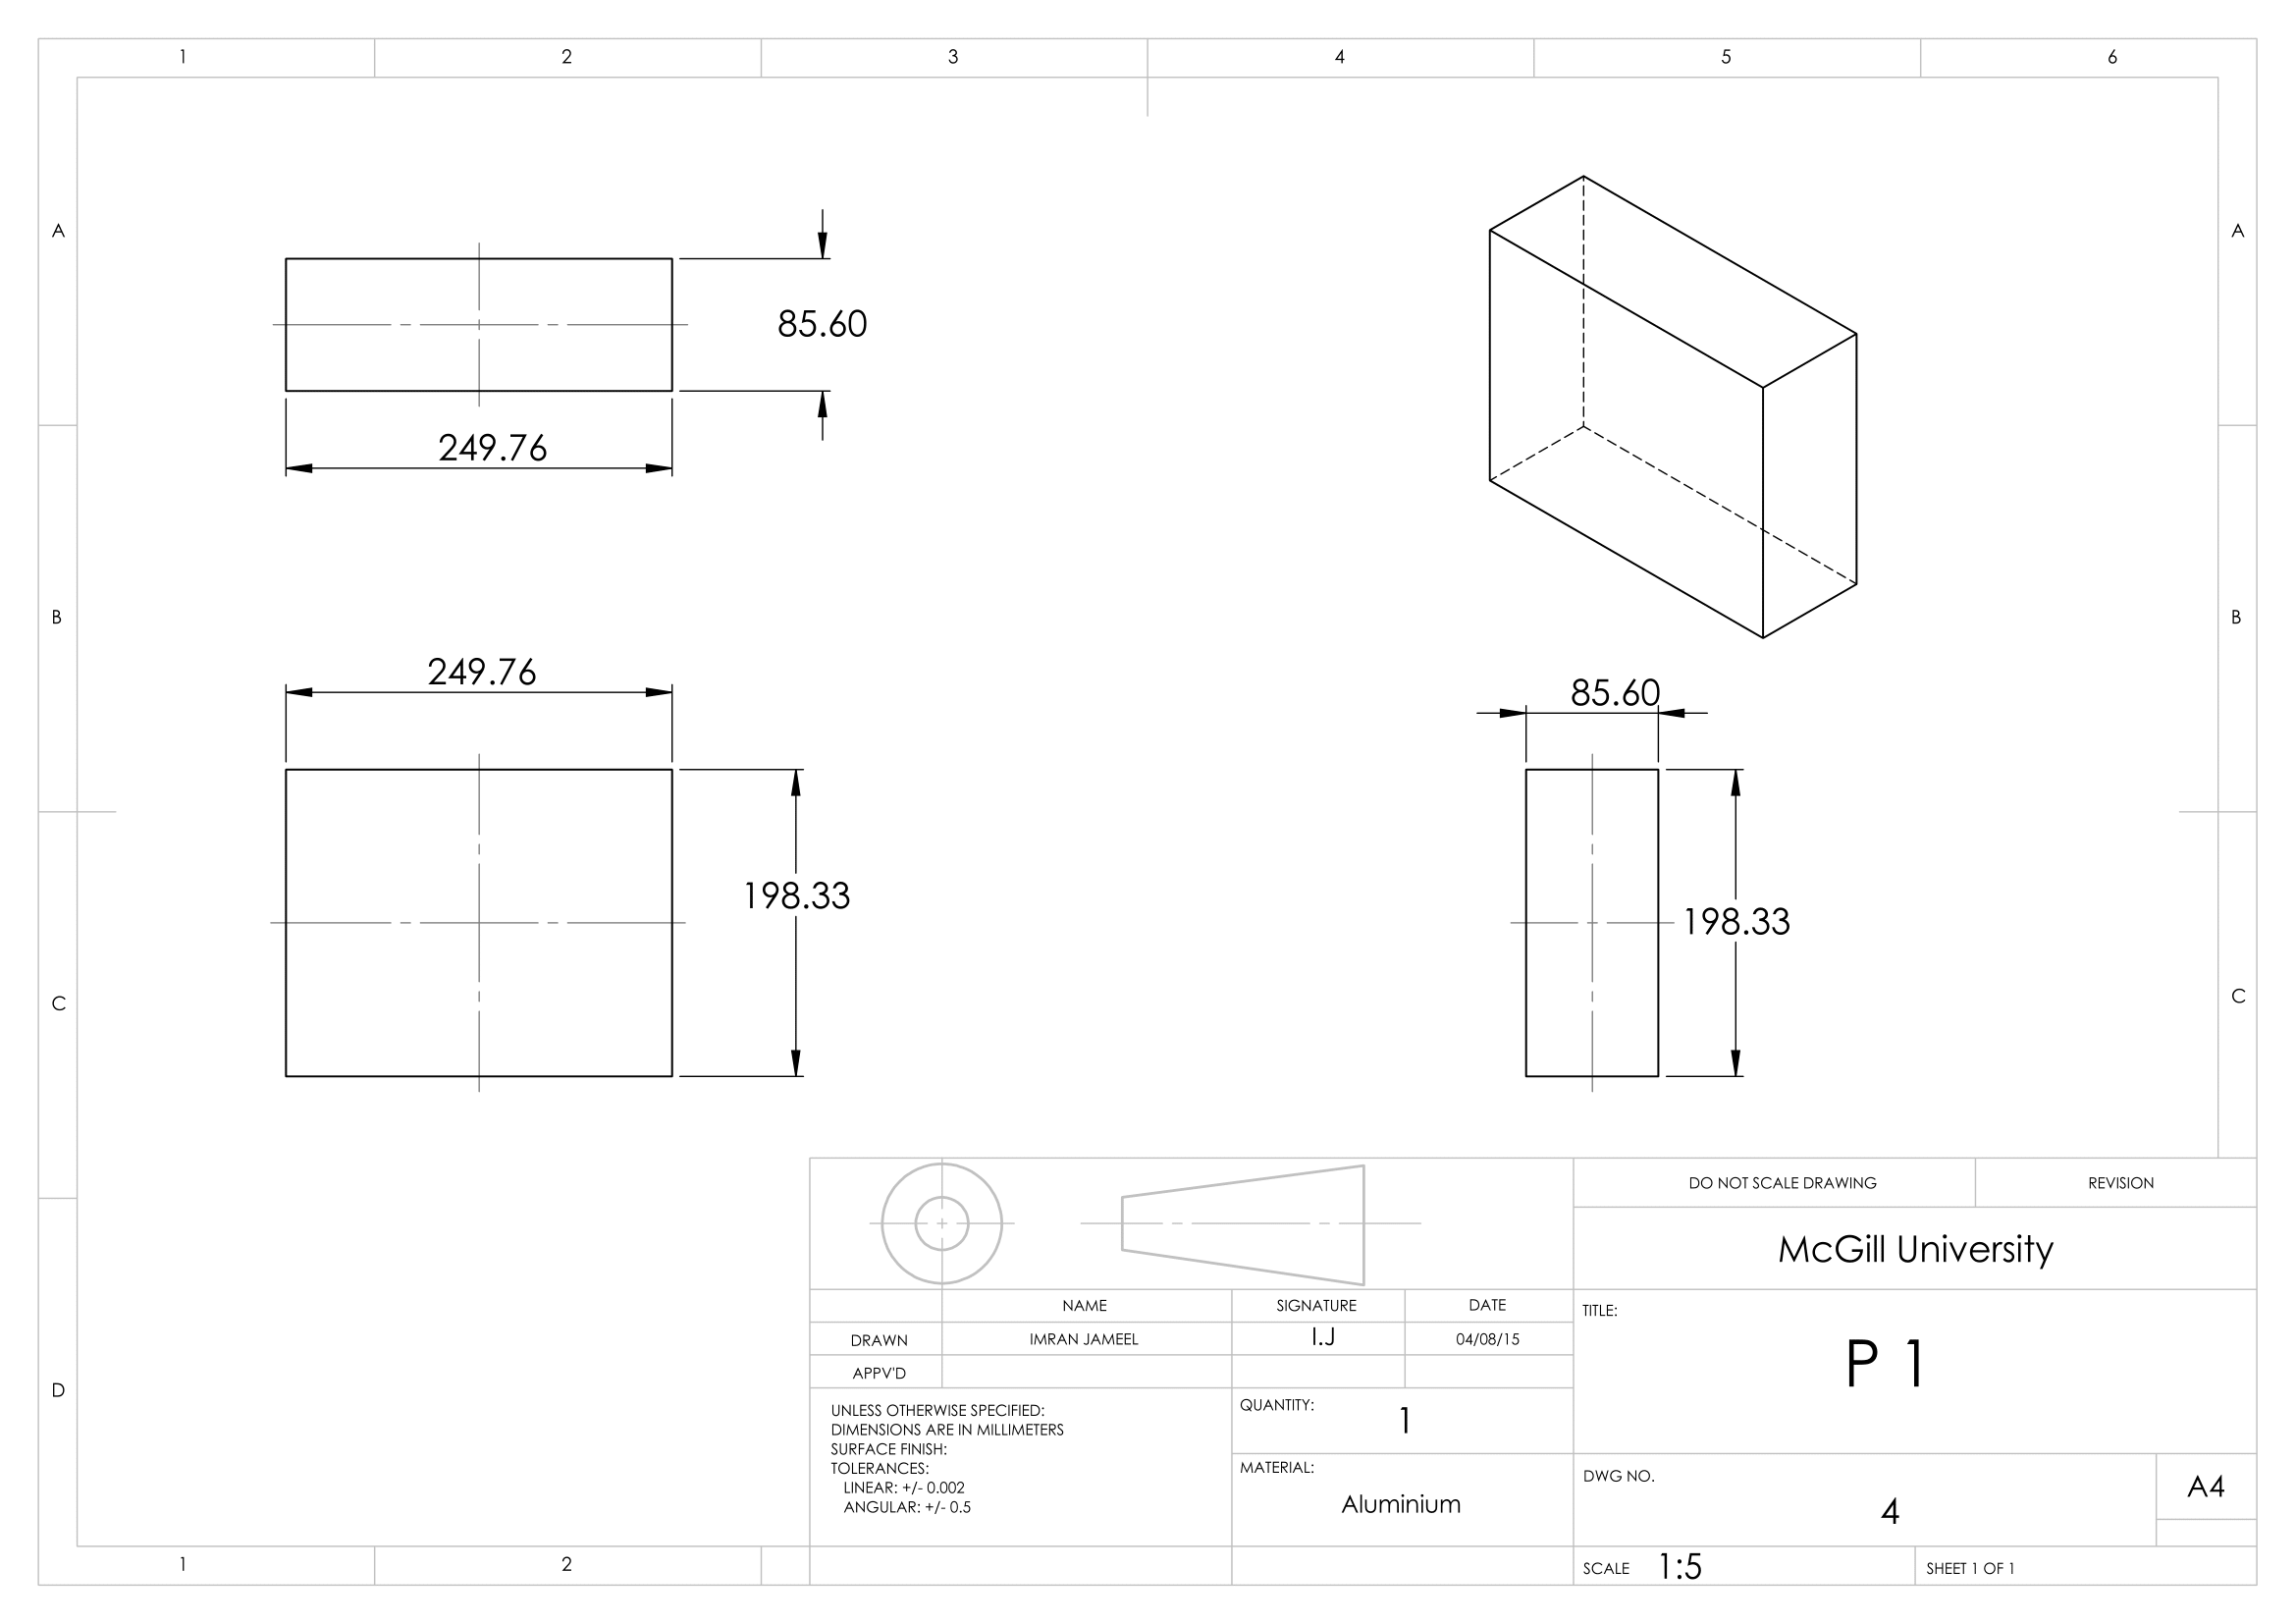 1 2 3 4 5 6
A A
85.60
249.76
B B
249.76
85.60
198.33
198.33
C C
DO NOT SCALE DRAWING REVISION
McGill University
NAME SIGNATURE DATE
TITLE:
DRAWN IMRAN JAMEEL I.J 04/08/15
P 1
APPV'D
D
UNLESS OTHERWISE SPECIFIED:
DIMENSIONS ARE IN MILLIMETERS
SURFACE FINISH:
TOLERANCES:
LINEAR: +/- 0.002
ANGULAR: +/- 0.5
QUANTITY:
1
MATERIAL:
Aluminium
DWG NO.
4
A4
1 2
SCALE 1:5
SHEET 1 OF 1